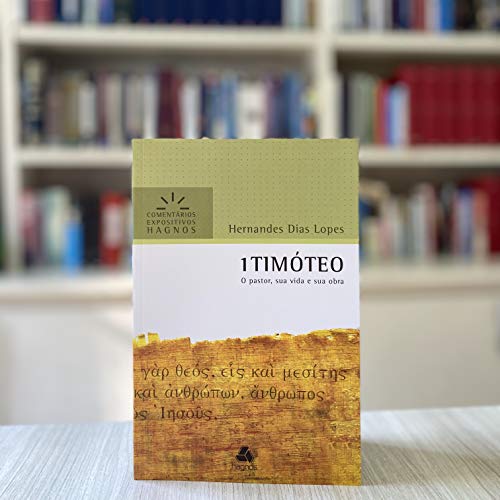 COMENTÁRIOS
EXPOSITIVOS
HAGNOS
Hernandes Dias Lopes
1TIMÓTEO
O pastor, sua vida e sua obra
γὰρ θεός, εἷς καὶ μεσίτης
καὶ ἀνθρώπων, ἄνθρωπος
ὸς Ἰησοῦς,
hagnos